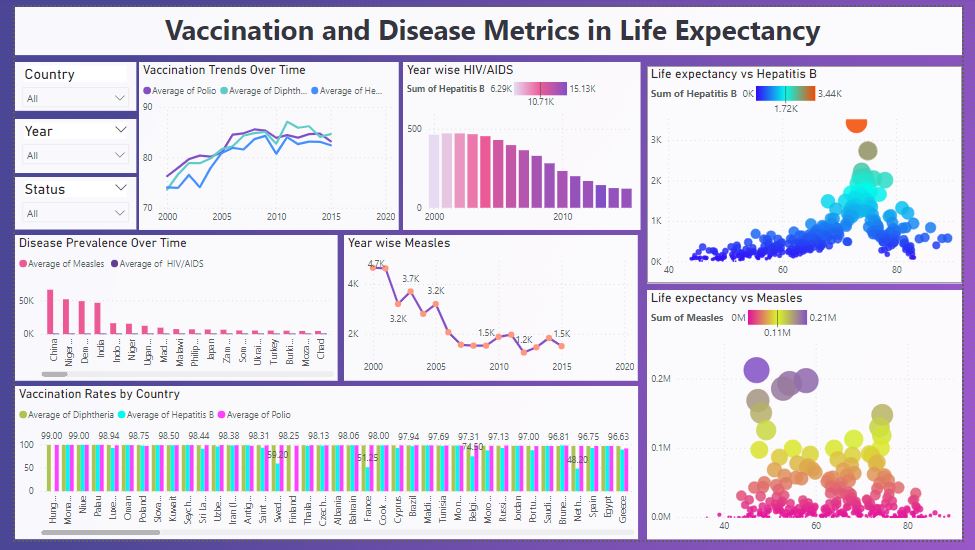 Vaccination and Disease Metrics in Life Expectancy
Country
All
Year
All
Status
All
Vaccination Trends Over Time
Average of Polio Average of Diphth... Average of He...
90
80
70
2000 2005 2010 2015 2020
Year wise HIV/AIDS
Sum of Hepatitis B 6.29K 15.13K
10.71K
500
0
2000 2010
Life expectancy vs Hepatitis B
Sum of Hepatitis B 0K 3.44K
1.72K
3K
2K
1K
0K
40 60 80
Disease Prevalence Over Time
Average of Measles Average of HIV/AIDS
50K
0K
China
Niger...
Dem...
India
Indo...
Niger
Ugan...
Mad...
Malawi
Philip...
Japan
Zam...
Som...
Ukrai...
Turkey
Burki...
Moza...
Chad
Year wise Measles
4K
2K
4.7K
3.2K
3.7K
3.2K
1.5K
1.2K
1.5K
2000 2005 2010 2015 2020
Life expectancy vs Measles
Sum of Measles 0M 0.21M
0.11M
0.2M
0.1M
0.0M
40 60 80
Vaccination Rates by Country
Average of Diphtheria Average of Hepatitis B Average of Polio
99.00 99.00 98.94 98.75 98.50 98.44 98.38 98.31 98.25 98.13 98.06 98.00 97.94 97.69 97.31 97.13 97.00 96.81 96.75 96.63
59.20 51.25 74.50 48.20
100
50
0
Hung...
Mona...
Niue
Palau
Luxe...
Oman
Poland
Slova...
Kuwait
Seych...
Sri La...
Uzbe...
Iran (I...
Antig...
Saint ...
Swed...
Finland
Thaila...
Czech...
Albania
Bahrain
France
Cook ...
Cyprus
Brazil
Maldi...
Tunisia
Mon...
Belgi...
Moro...
Russi...
Jordan
Portu...
Saudi...
Brune...
Neth...
Spain
Egypt
Greece